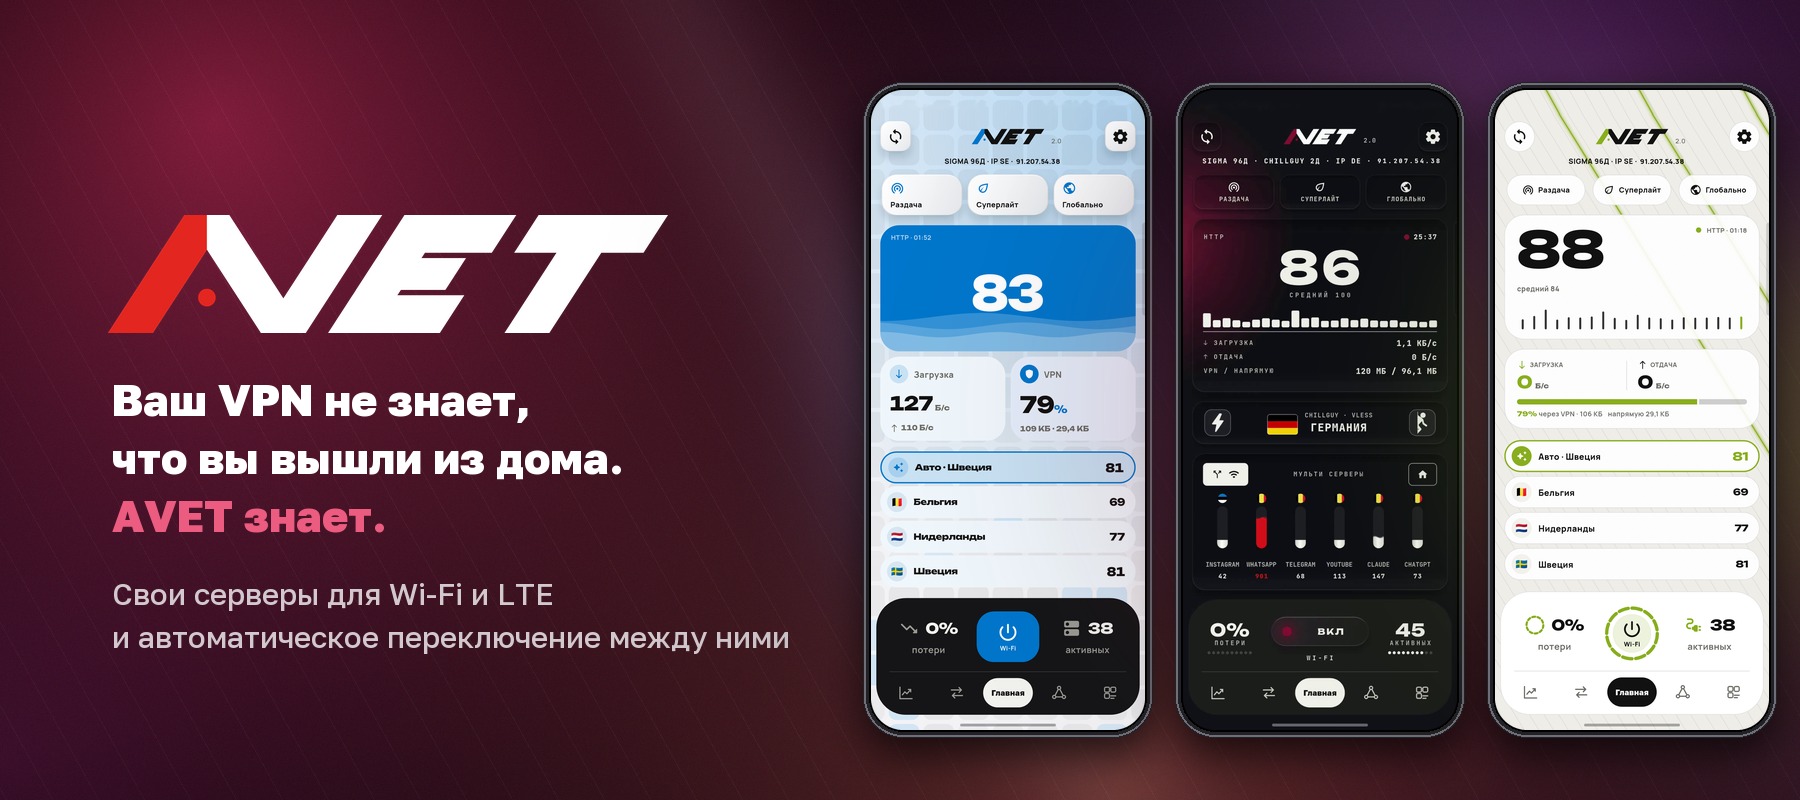 AVET
Ваш VPN не знает,
что вы вышли из дома.
AVET знает.
Свои серверы для Wi-Fi и LTE
и автоматическое переключение между ними
AVET 2.0
SIGMA 96Д · IP SE · 91.207.54.38
Раздача
Суперлайт
Глобально
HTTP · 01:52
83
Загрузка
127 Б/с
↑ 110 Б/с
VPN
79%
109 КБ · 29,4 КБ
Авто · Швеция 81
Бельгия 69
Нидерланды 77
Швеция 81
0%
потери
Wi-Fi
38
активных
Главная
AVET 2.0
SIGMA 96Д · CHILLGUY 2Д · IP DE · 91.207.54.38
РАЗДАЧА
СУПЕРЛАЙТ
ГЛОБАЛЬНО
HTTP 25:37
86
СРЕДНИЙ 100
↓ ЗАГРУЗКА 1,1 КБ/с
↑ ОТДАЧА 0 Б/с
VPN / НАПРЯМУЮ 120 МБ / 96,1 МБ
CHILLGUY · VLESS
ГЕРМАНИЯ
МУЛЬТИ СЕРВЕРЫ
INSTAGRAM WHATSAPP TELEGRAM YOUTUBE CLAUDE CHATGPT
42 901 68 113 147 73
0%
ПОТЕРИ
ВКЛ
WI-FI
45
АКТИВНЫХ
Главная
AVET 2.0
SIGMA 96Д · IP SE · 91.207.54.38
Раздача
Суперлайт
Глобально
88
HTTP · 01:18
средний 84
↓ ЗАГРУЗКА
0 Б/с
↑ ОТДАЧА
0 Б/с
79% через VPN · 106 КБ напрямую 29,1 КБ
Авто · Швеция 81
Бельгия 69
Нидерланды 77
Швеция 81
0%
потери
Wi-Fi
38
активных
Главная